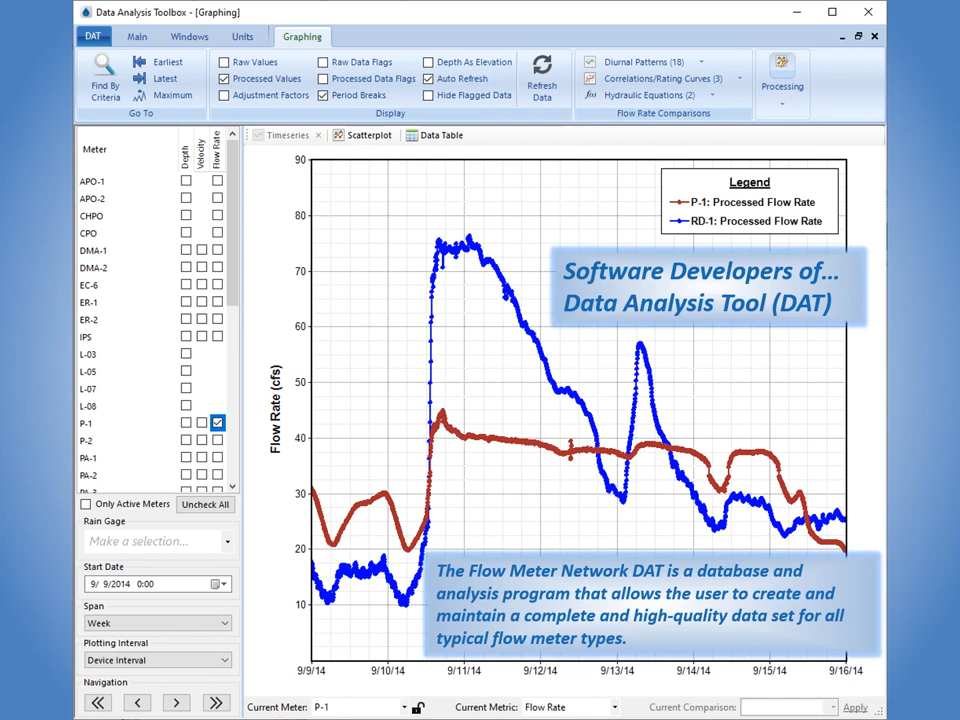 Data Analysis Toolbox - [Graphing]
DAT Main Windows Units Graphing
Find By Criteria
Earliest
Latest
Maximum
Go To
Raw Values
Processed Values
Adjustment Factors
Raw Data Flags
Processed Data Flags
Period Breaks
Depth As Elevation
Auto Refresh
Hide Flagged Data
Display
Refresh Data
Diurnal Patterns (18)
Correlations/Rating Curves (3)
Hydraulic Equations (2)
Flow Rate Comparisons
Processing
Meter Depth Velocity Flow Rate
APO-1
APO-2
CHPO
CPO
DMA-1
DMA-2
EC-6
ER-1
ER-2
IPS
L-03
L-05
L-07
L-08
P-1
P-2
PA-1
PA-2
PA-3
Only Active Meters Uncheck All
Rain Gage
Make a selection...
Start Date
9/ 9/2014 0:00
Span
Week
Plotting Interval
Device Interval
Navigation
Timeseries Scatterplot Data Table
90
80
70
60
50
40
30
20
10
Flow Rate (cfs)
Legend
P-1: Processed Flow Rate
RD-1: Processed Flow Rate
Software Developers of...
Data Analysis Tool (DAT)
The Flow Meter Network DAT is a database and
analysis program that allows the user to create and
maintain a complete and high-quality data set for all
typical flow meter types.
9/9/14 9/10/14 9/11/14 9/12/14 9/13/14 9/14/14 9/15/14 9/16/14
Current Meter: P-1 Current Metric: Flow Rate Current Comparison: Apply